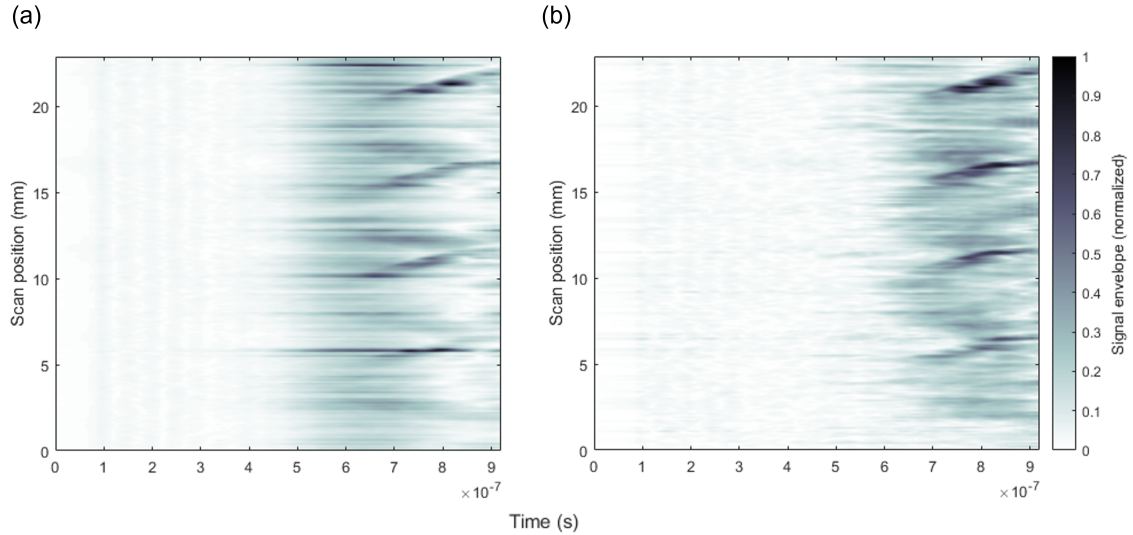 (a)
(b)
20
15
10
5
0
Scan position (mm)
0 1 2 3 4 5 6 7 8 9
×10⁻⁷
20
15
10
5
0
Scan position (mm)
0 1 2 3 4 5 6 7 8 9
×10⁻⁷
1
0.9
0.8
0.7
0.6
0.5
0.4
0.3
0.2
0.1
0
Signal envelope (normalized)
Time (s)